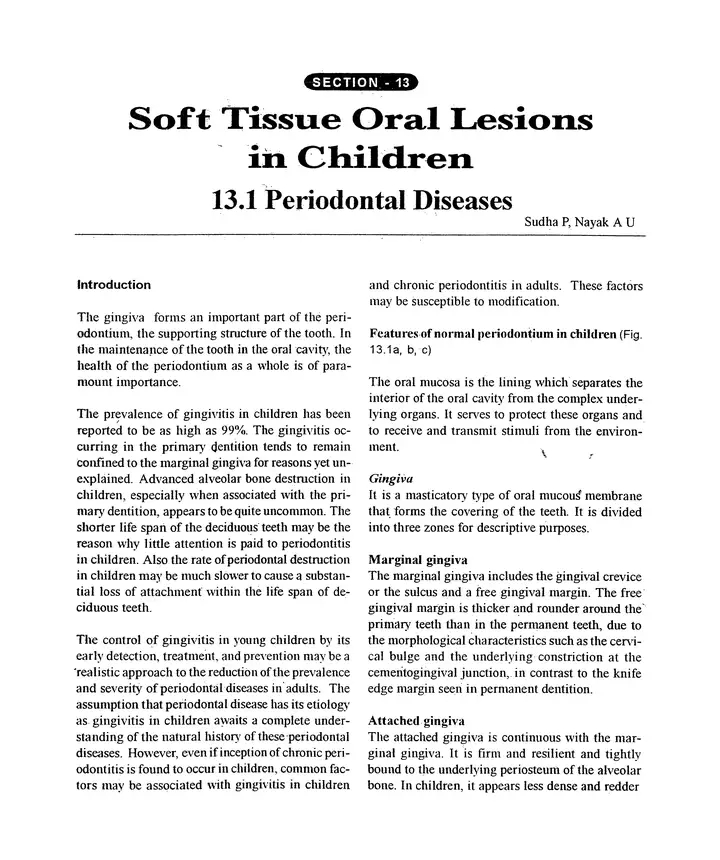 SECTION - 13
Soft Tissue Oral Lesions
in Children
13.1 Periodontal Diseases
Sudha P, Nayak A U
Introduction
The gingiva forms an important part of the peri-
odontium, the supporting structure of the tooth. In
the maintenance of the tooth in the oral cavity, the
health of the periodontium as a whole is of para-
mount importance.
The prevalence of gingivitis in children has been
reported to be as high as 99%. The gingivitis oc-
curring in the primary dentition tends to remain
confined to the marginal gingiva for reasons yet un-
explained. Advanced alveolar bone destruction in
children, especially when associated with the pri-
mary dentition, appears to be quite uncommon. The
shorter life span of the deciduous teeth may be the
reason why little attention is paid to periodontitis
in children. Also the rate of periodontal destruction
in children may be much slower to cause a substan-
tial loss of attachment within the life span of de-
ciduous teeth.
The control of gingivitis in young children by its
early detection, treatment, and prevention may be a
realistic approach to the reduction of the prevalence
and severity of periodontal diseases in adults. The
assumption that periodontal disease has its etiology
as gingivitis in children awaits a complete under-
standing of the natural history of these periodontal
diseases. However, even if inception of chronic peri-
odontitis is found to occur in children, common fac-
tors may be associated with gingivitis in children
and chronic periodontitis in adults. These factors
may be susceptible to modification.
Features of normal periodontium in children (Fig.
13.1a, b, c)
The oral mucosa is the lining which separates the
interior of the oral cavity from the complex under-
lying organs. It serves to protect these organs and
to receive and transmit stimuli from the environ-
ment.
Gingiva
It is a masticatory type of oral mucous membrane
that forms the covering of the teeth. It is divided
into three zones for descriptive purposes.
Marginal gingiva
The marginal gingiva includes the gingival crevice
or the sulcus and a free gingival margin. The free
gingival margin is thicker and rounder around the
primary teeth than in the permanent teeth, due to
the morphological characteristics such as the cervi-
cal bulge and the underlying constriction at the
cementogingival junction, in contrast to the knife
edge margin seen in permanent dentition.
Attached gingiva
The attached gingiva is continuous with the mar-
ginal gingiva. It is firm and resilient and tightly
bound to the underlying periosteum of the alveolar
bone. In children, it appears less dense and redder